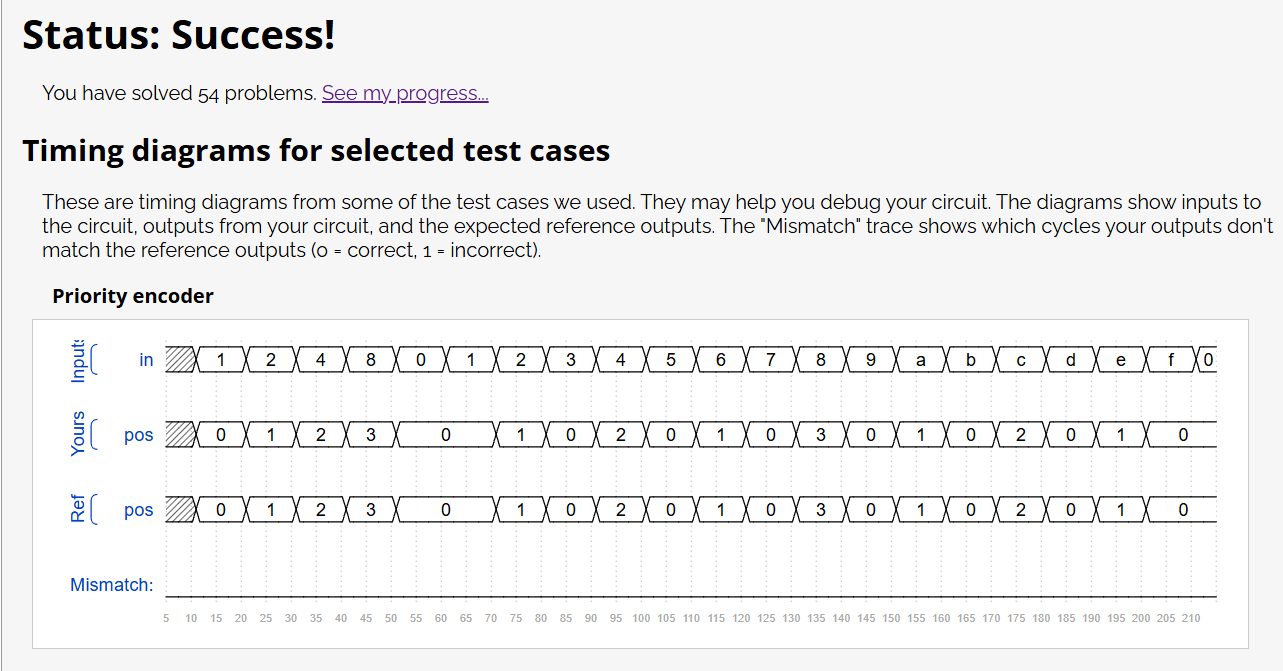 Status: Success!
You have solved 54 problems. See my progress...
Timing diagrams for selected test cases
These are timing diagrams from some of the test cases we used. They may help you debug your circuit. The diagrams show inputs to
the circuit, outputs from your circuit, and the expected reference outputs. The "Mismatch" trace shows which cycles your outputs don't
match the reference outputs (0 = correct, 1 = incorrect).
Priority encoder
Inputs in 1 2 4 8 0 1 2 3 4 5 6 7 8 9 a b c d e f 0
Yours pos 0 1 2 3 0 1 0 2 0 1 0 3 0 1 0 2 0 1 0
Ref pos 0 1 2 3 0 1 0 2 0 1 0 3 0 1 0 2 0 1 0
Mismatch:
5 10 15 20 25 30 35 40 45 50 55 60 65 70 75 80 85 90 95 100 105 110 115 120 125 130 135 140 145 150 155 160 165 170 175 180 185 190 195 200 205 210